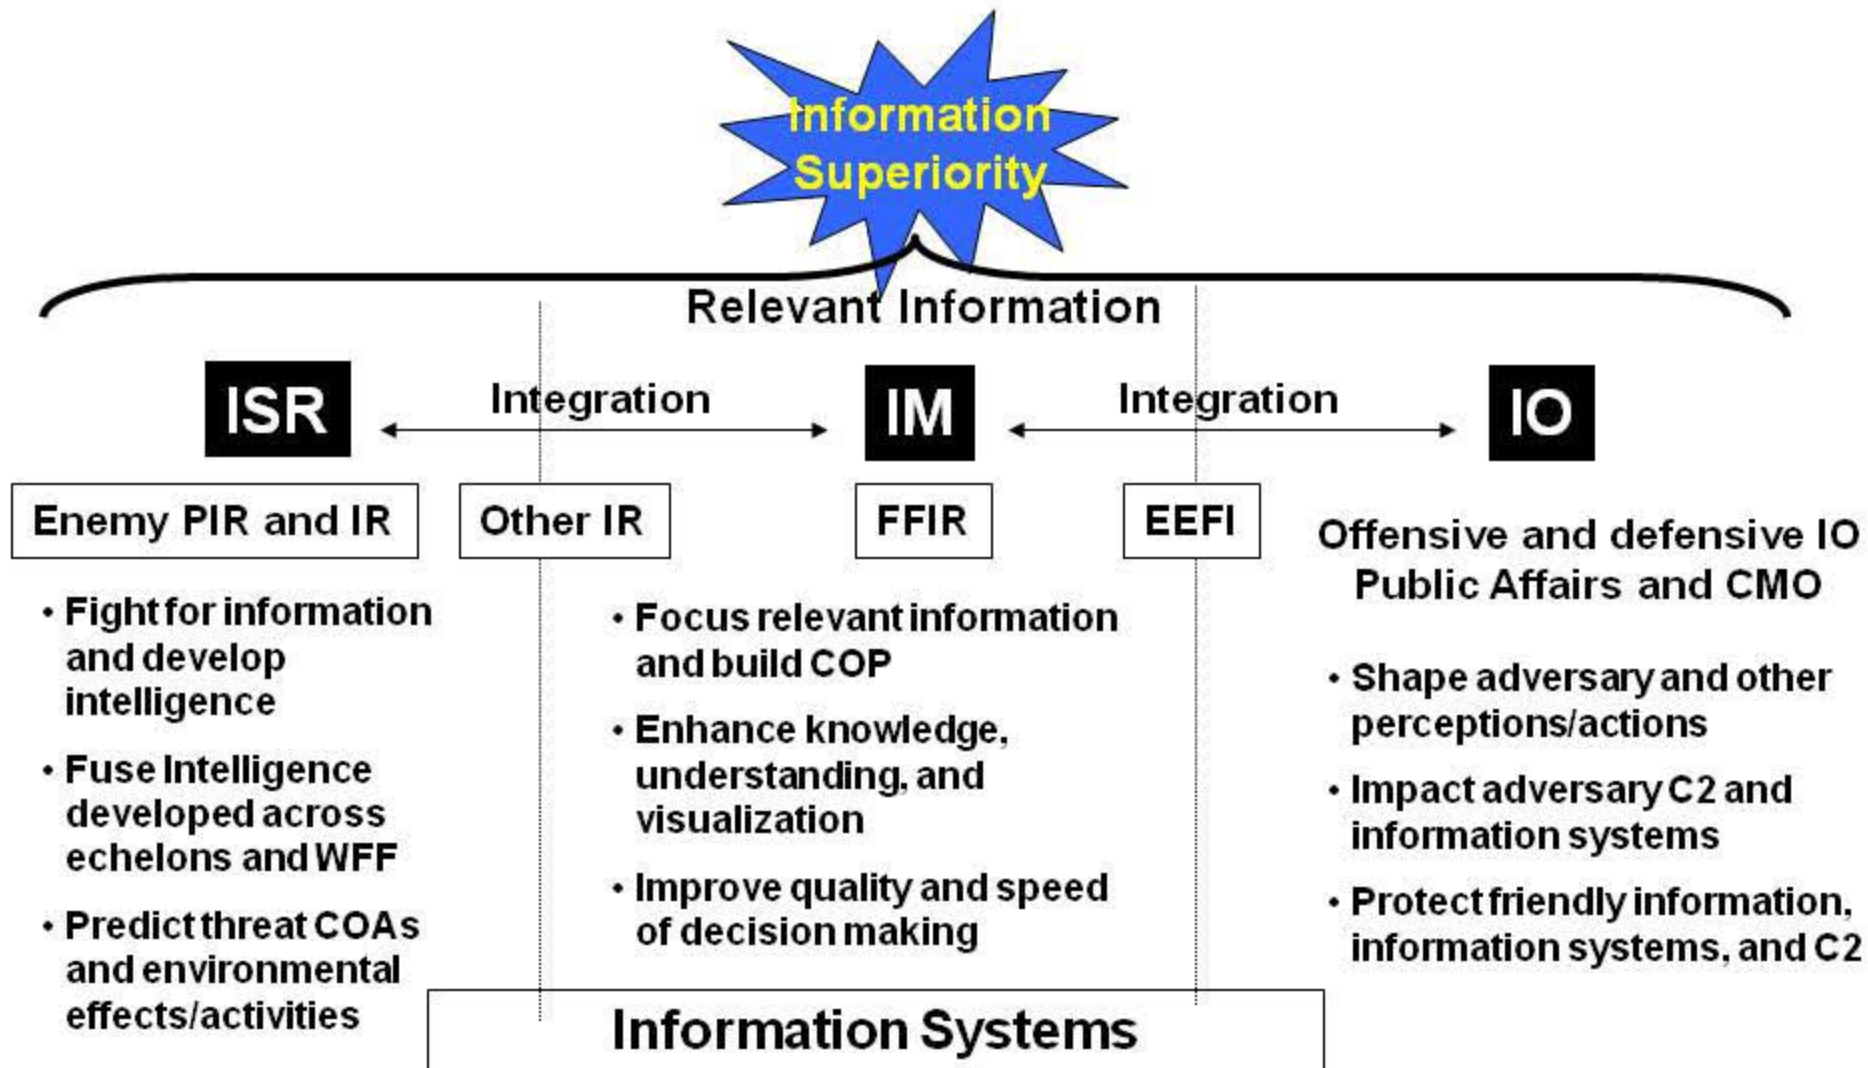 Information
Superiority
Relevant Information
ISR
Integration
IM
Integration
IO
Enemy PIR and IR
Other IR
FFIR
EEFI
Offensive and defensive IO
Public Affairs and CMO
• Fight for information
and develop
intelligence
• Fuse Intelligence
developed across
echelons and WFF
• Predict threat COAs
and environmental
effects/activities
• Focus relevant information
and build COP
• Enhance knowledge,
understanding, and
visualization
• Improve quality and speed
of decision making
• Shape adversary and other
perceptions/actions
• Impact adversary C2 and
information systems
• Protect friendly information,
information systems, and C2
Information Systems